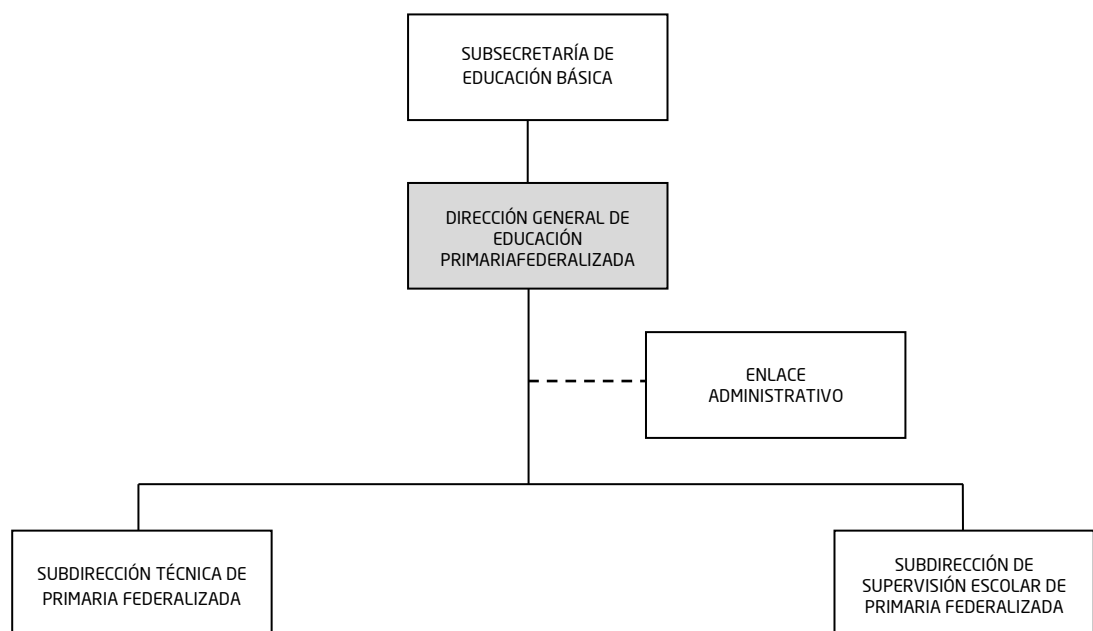 SUBSECRETARÍA DE
EDUCACIÓN BÁSICA
DIRECCIÓN GENERAL DE
EDUCACIÓN
PRIMARIAFEDERALIZADA
ENLACE
ADMINISTRATIVO
SUBDIRECCIÓN TÉCNICA DE
PRIMARIA FEDERALIZADA
SUBDIRECCIÓN DE
SUPERVISIÓN ESCOLAR DE
PRIMARIA FEDERALIZADA